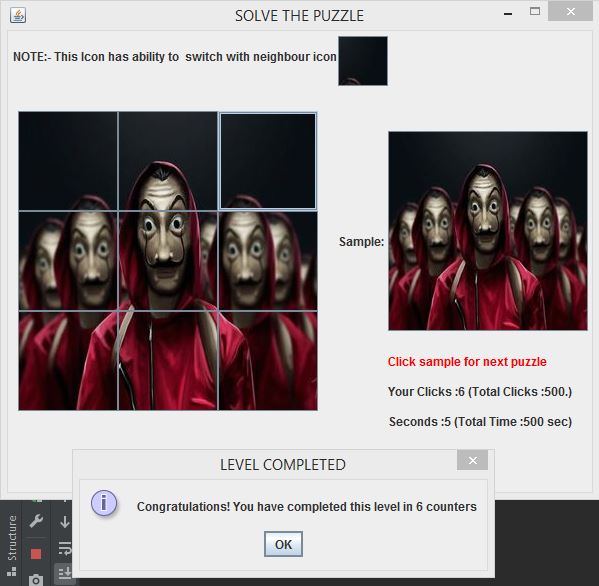 SOLVE THE PUZZLE
NOTE:- This Icon has ability to  switch with neighbour icon
Sample:
Click sample for next puzzle
Your Clicks :6 (Total Clicks :500.)
Seconds :5 (Total Time :500 sec)
LEVEL COMPLETED
Congratulations! You have completed this level in 6 counters
OK
Structure